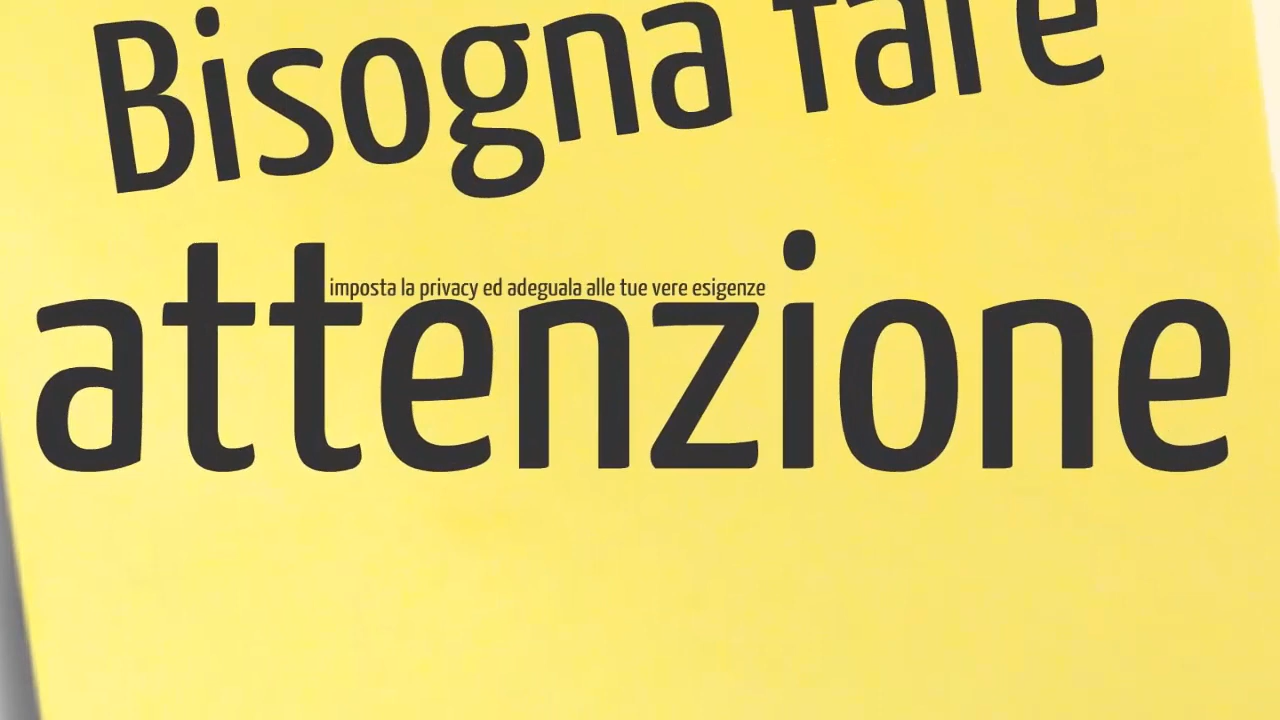 Bisogna fare
imposta la privacy ed adeguala alle tue vere esigenze
attenzione